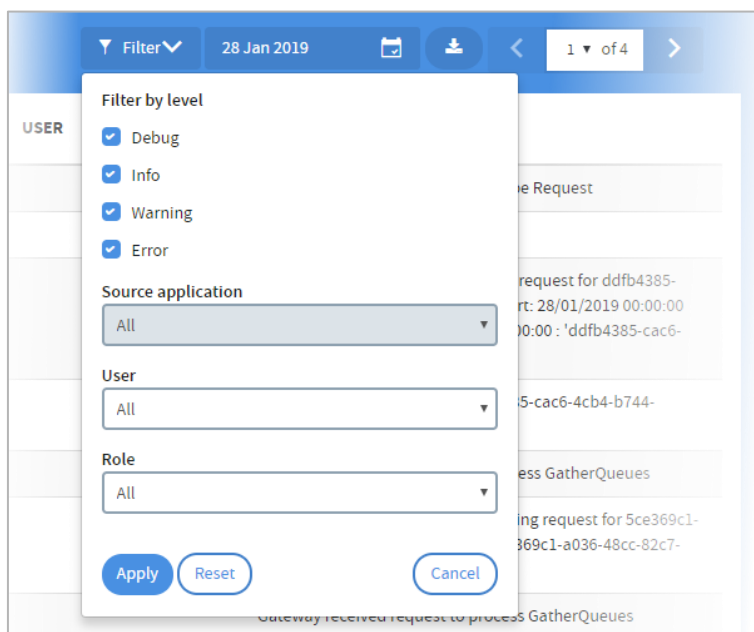 Filter 28 Jan 2019 1 of 4
Filter by level
USER
Debug
Info
Request
Warning
Error
request for ddfb4385-
Source application
rt: 28/01/2019 00:00:00
All
00:00 : 'ddfb4385-cac6-
User
All
35-cac6-4cb4-b744-
Role
ess GatherQueues
All
ing request for 5ce369c1-
369c1-a036-48cc-82c7-
Apply Reset Cancel
Gateway received request to process GatherQueues